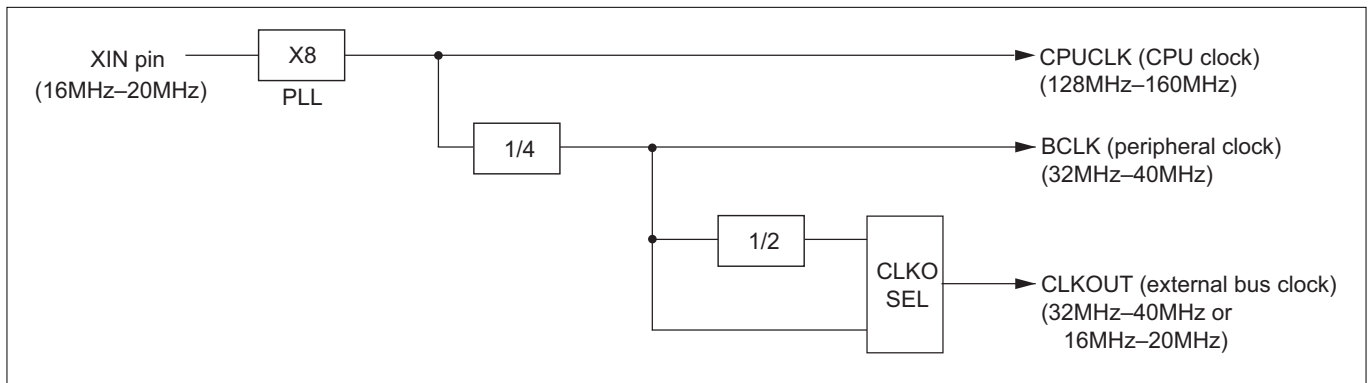 XIN pin
(16MHz–20MHz)
X8
PLL
CPUCLK (CPU clock)
(128MHz–160MHz)
1/4
BCLK (peripheral clock)
(32MHz–40MHz)
1/2
CLKO
SEL
CLKOUT (external bus clock)
(32MHz–40MHz or
16MHz–20MHz)